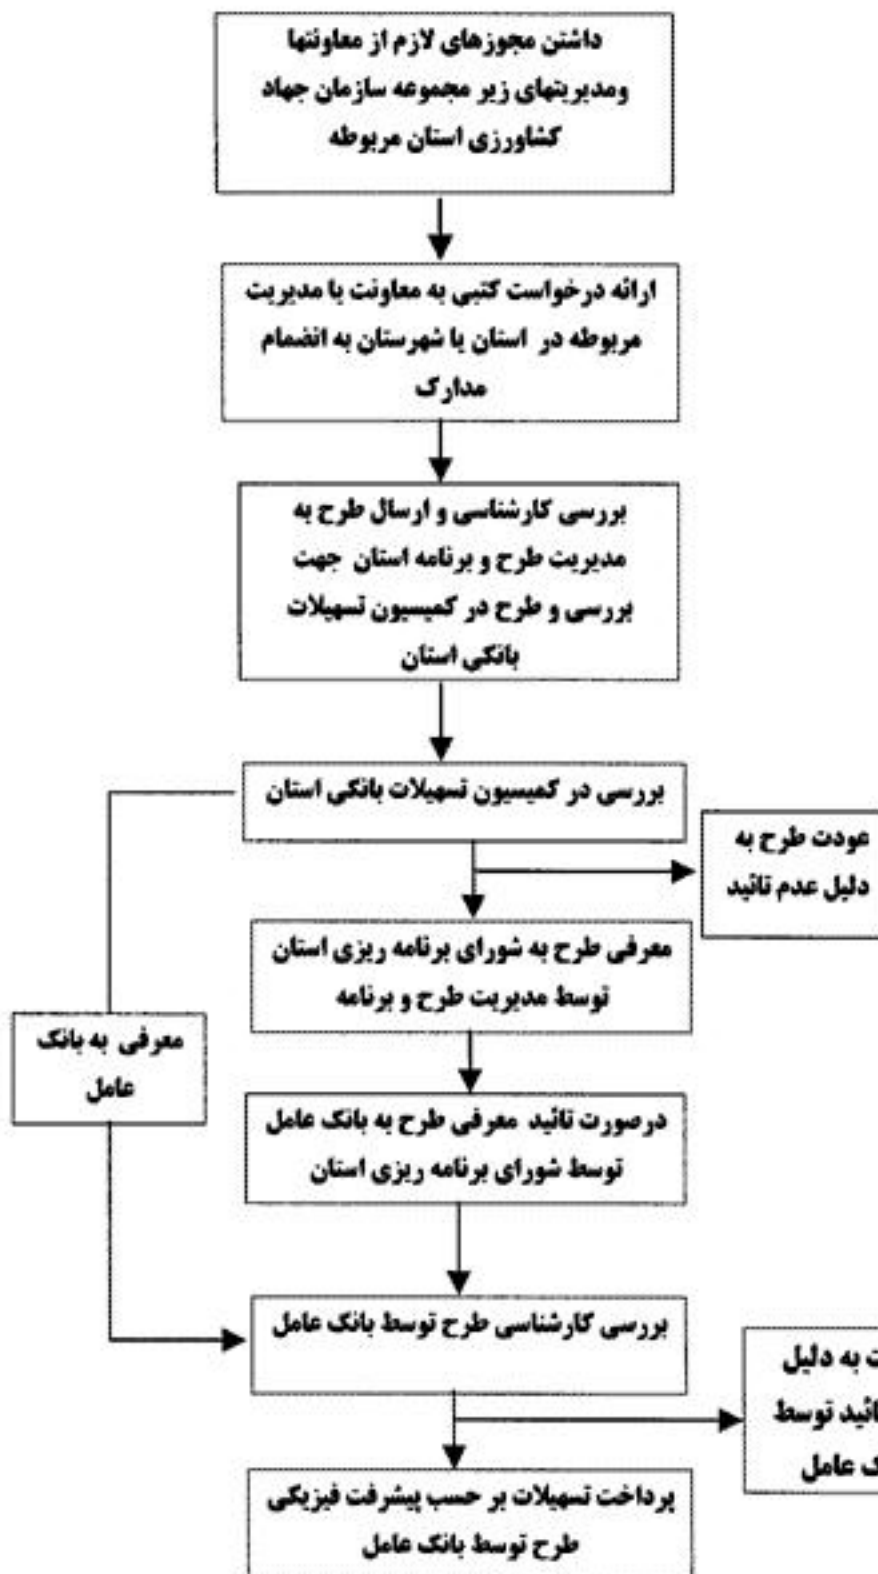 داشتن مجوزهای لازم از معاونتها
ومدیریتهای زیر مجموعه سازمان جهاد
کشاورزی استان مربوطه
ارائه درخواست کتبی به معاونت یا مدیریت
مربوطه در استان یا شهرستان به انضمام
مدارک
بررسی کارشناسی و ارسال طرح به
مدیریت طرح و برنامه استان جهت
بررسی و طرح در کمیسیون تسهیلات
بانکی استان
بررسی در کمیسیون تسهیلات بانکی استان
عودت طرح به
دلیل عدم تائید
معرفی طرح به شورای برنامه ریزی استان
توسط مدیریت طرح و برنامه
معرفی به بانک
عامل
درصورت تائید معرفی طرح به بانک عامل
توسط شورای برنامه ریزی استان
بررسی کارشناسی طرح توسط بانک عامل
به دلیل
توسط
عامل
پرداخت تسهیلات بر حسب پیشرفت فیزیکی
طرح توسط بانک عامل